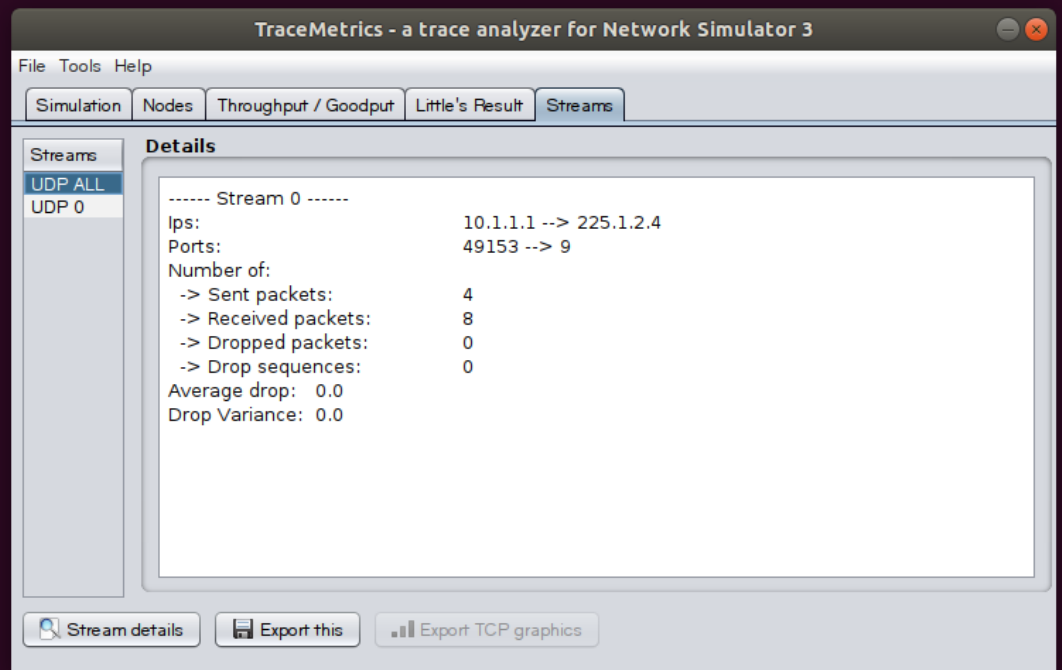 TraceMetrics - a trace analyzer for Network Simulator 3
File Tools Help
Simulation Nodes Throughput / Goodput Little's Result Streams
Streams
UDP ALL
UDP 0
Details
------ Stream 0 ------
Ips: 10.1.1.1 --> 225.1.2.4
Ports: 49153 --> 9
Number of:
-> Sent packets: 4
-> Received packets: 8
-> Dropped packets: 0
-> Drop sequences: 0
Average drop: 0.0
Drop Variance: 0.0
Stream details Export this Export TCP graphics